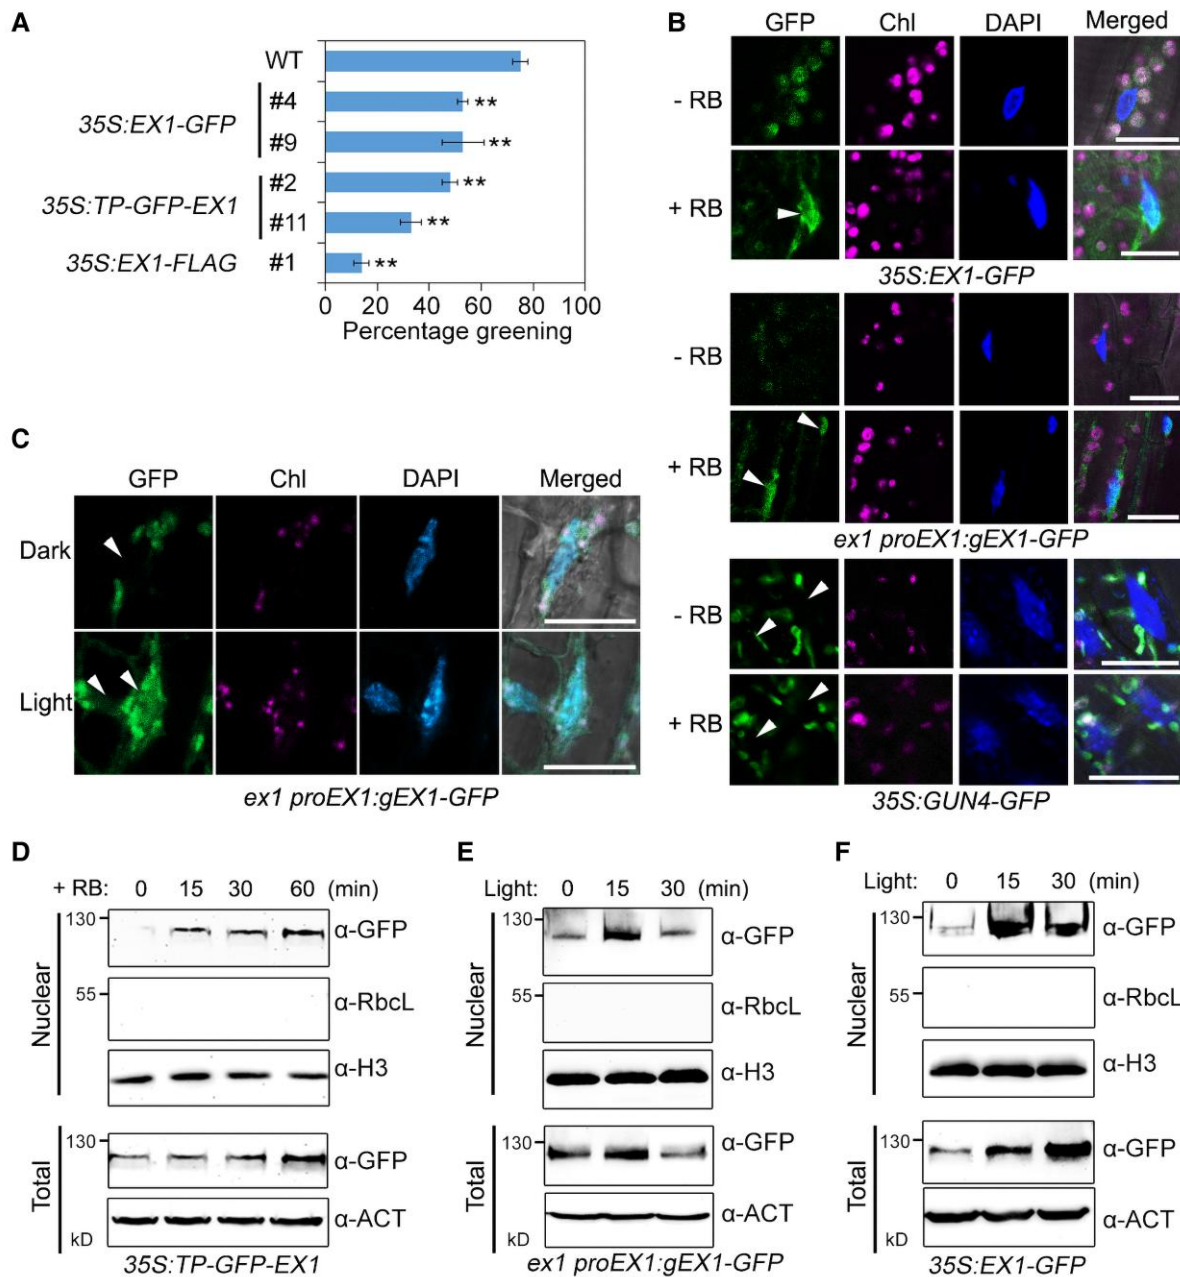 A
WT
35S:EX1-GFP
#4
**
#9
**
35S:TP-GFP-EX1
#2
**
#11
**
35S:EX1-FLAG #1
**
0 20 40 60 80 100
Percentage greening
B
GFP Chl DAPI Merged
- RB
+ RB
35S:EX1-GFP
- RB
+ RB
ex1 proEX1:gEX1-GFP
- RB
+ RB
35S:GUN4-GFP
C
GFP Chl DAPI Merged
Dark
Light
ex1 proEX1:gEX1-GFP
D
+ RB: 0 15 30 60 (min)
Nuclear
130
α-GFP
55
α-RbcL
α-H3
Total
130
α-GFP
α-ACT
kD
35S:TP-GFP-EX1
E
Light: 0 15 30 (min)
Nuclear
130
α-GFP
55
α-RbcL
α-H3
Total
130
α-GFP
α-ACT
kD
ex1 proEX1:gEX1-GFP
F
Light: 0 15 30 (min)
Nuclear
130
α-GFP
55
α-RbcL
α-H3
Total
130
α-GFP
α-ACT
kD
35S:EX1-GFP